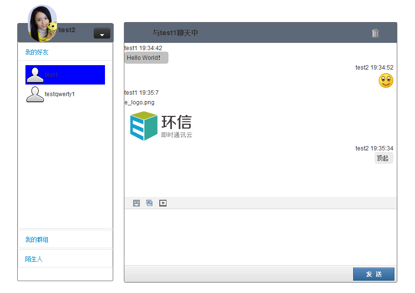 test2
我的好友
test1
testqwerty1
我的群组
陌生人
与test1聊天中
test1 19:34:42
Hello World!
test2 19:34:52
test1 19:35:7
e_logo.png
环信
即时通讯云
test2 19:35:34
顶起
发 送